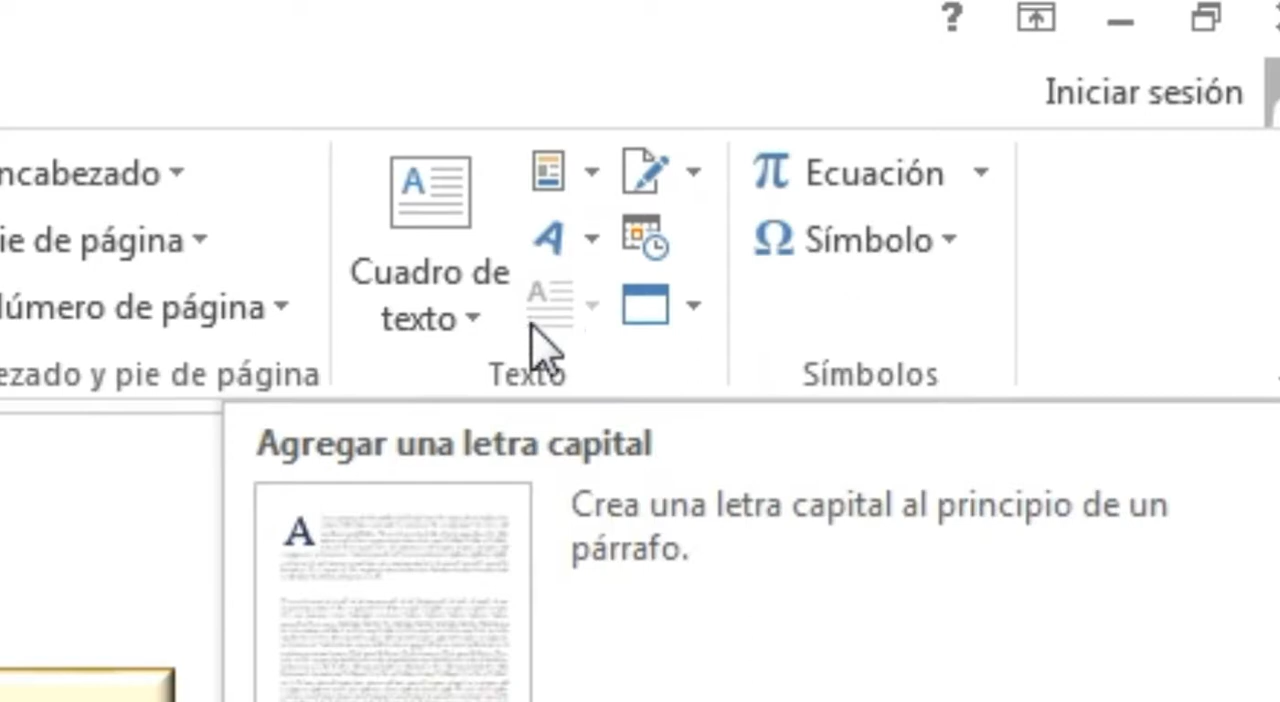 ?
Iniciar sesión
ncabezado
Cuadro de
texto
Ecuación
ie de página
Símbolo
úmero de página
ezado y pie de página
Texto
Símbolos
Agregar una letra capital
Crea una letra capital al principio de un
párrafo.